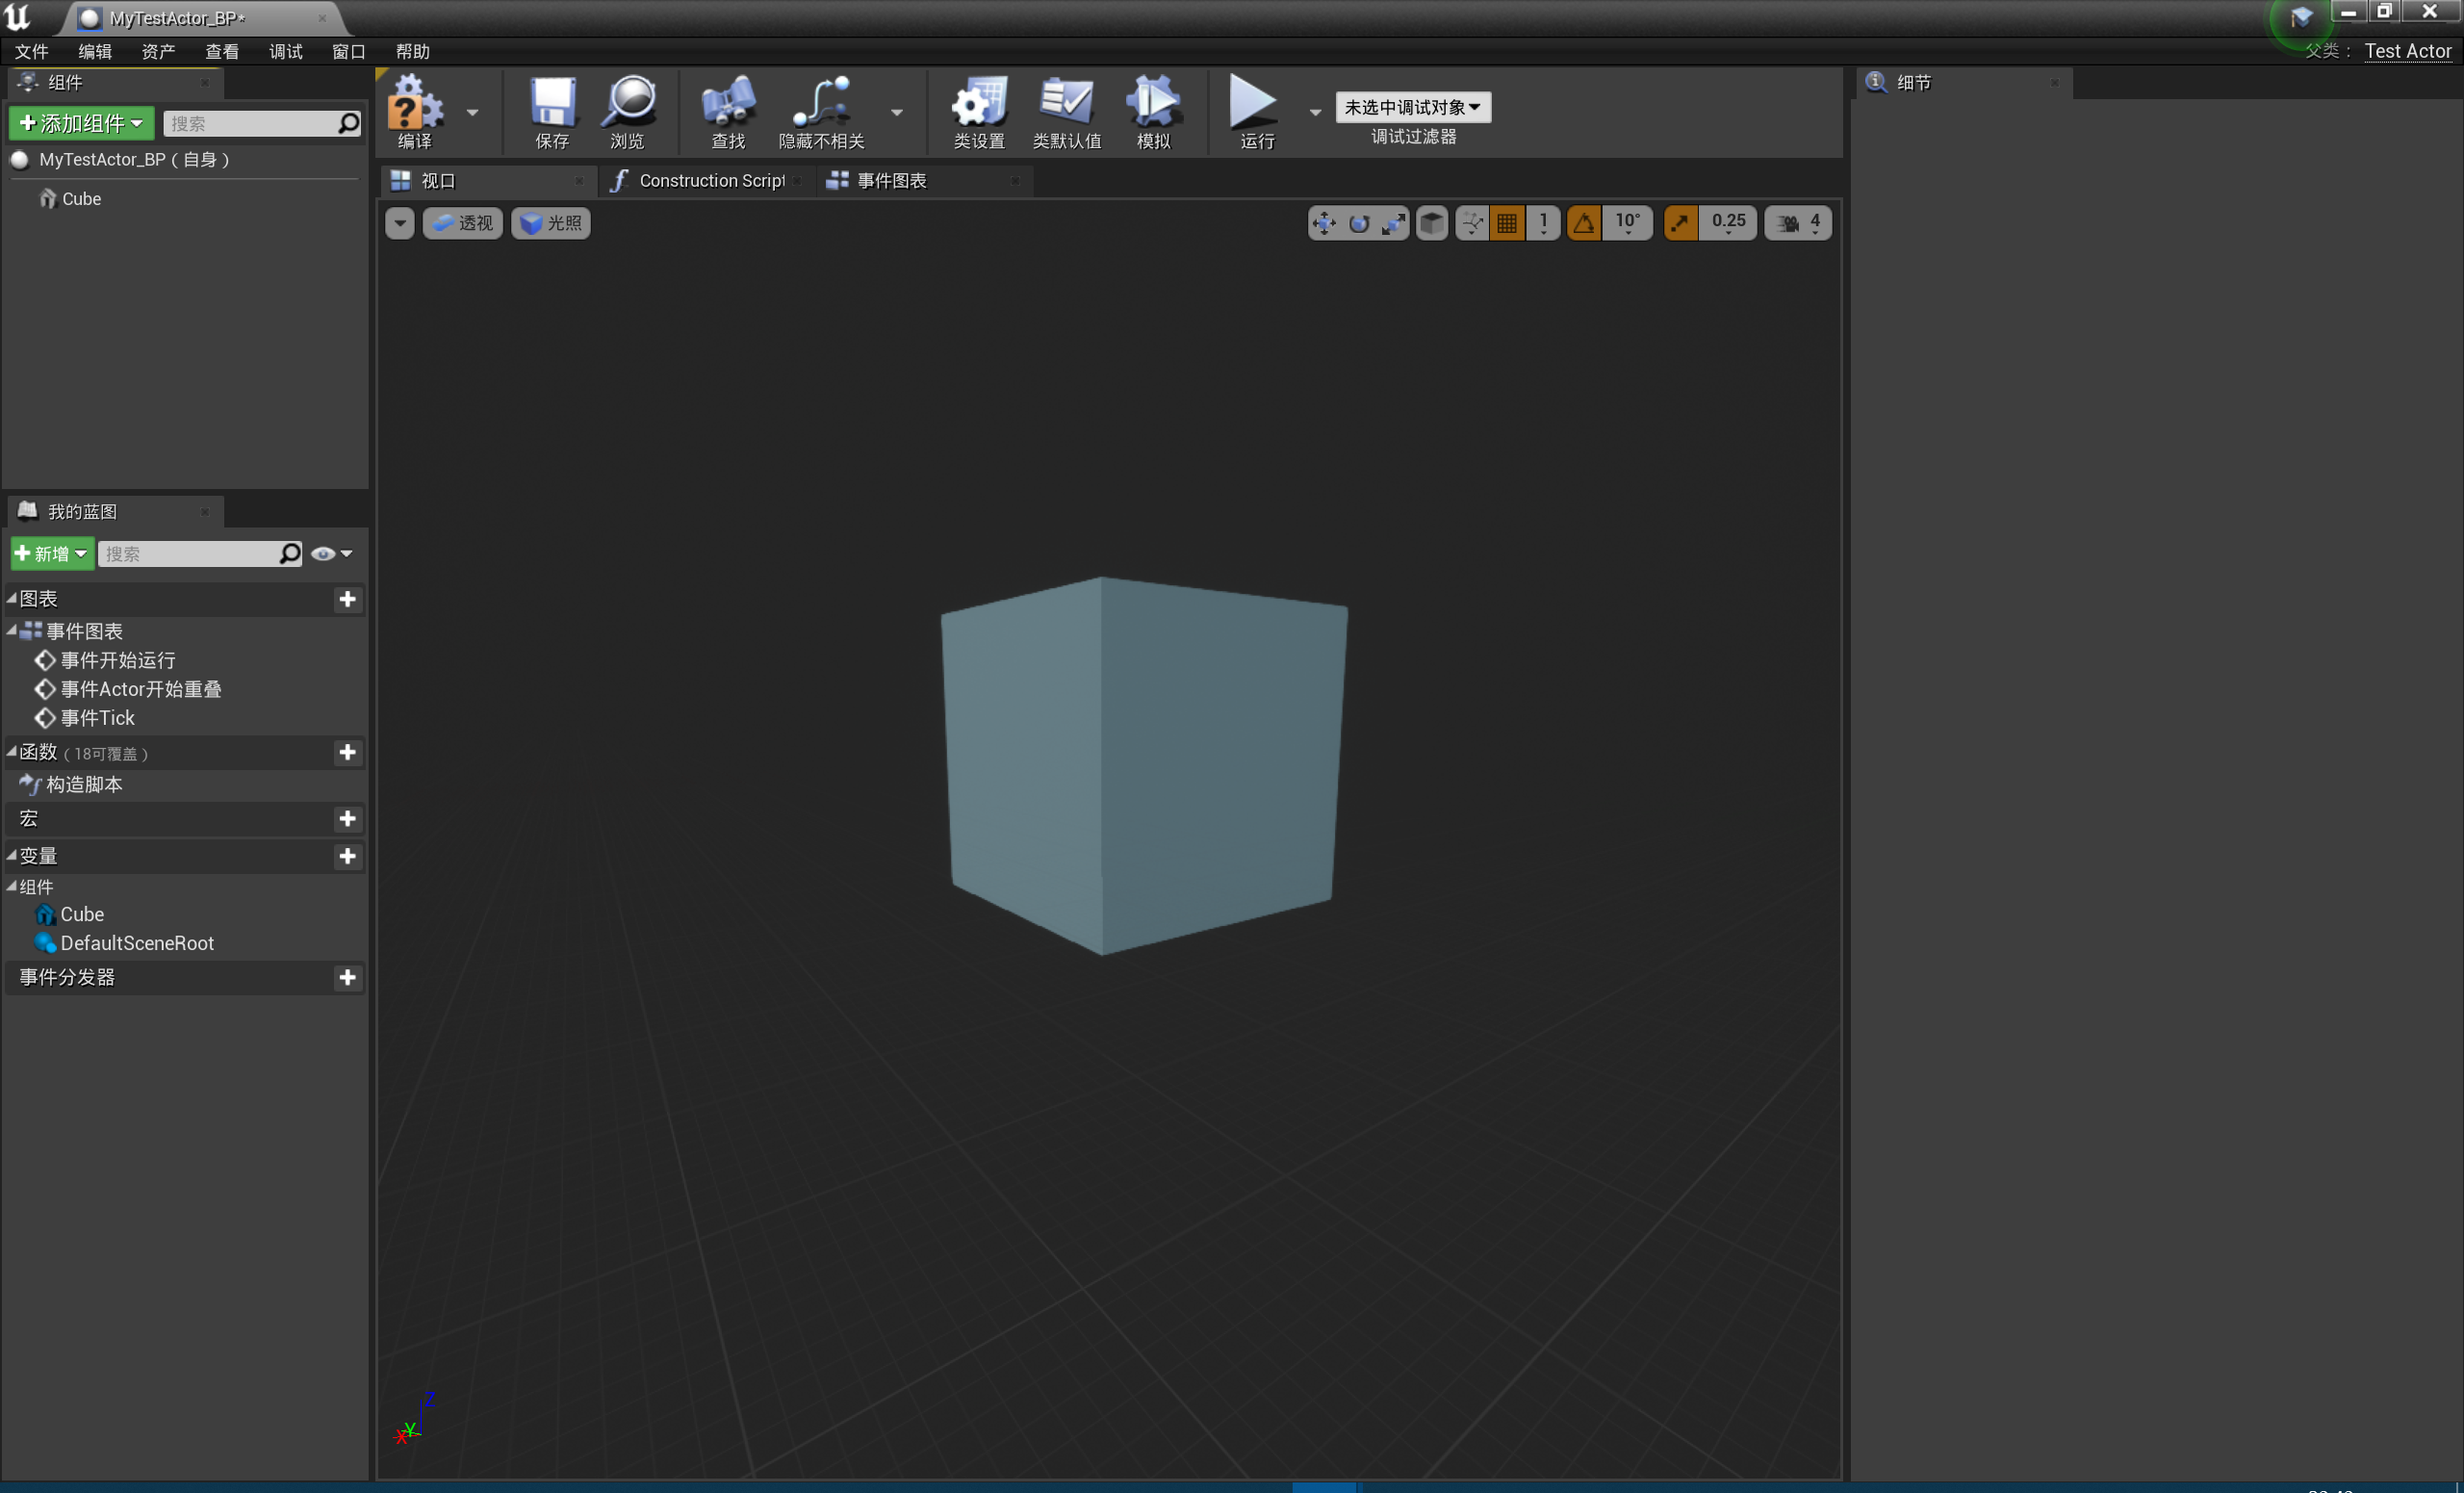 MyTestActor_BP*
文件 编辑 资产 查看 调试 窗口 帮助
父类： Test Actor
组件
添加组件
搜索
MyTestActor_BP（自身）
Cube
编译 保存 浏览 查找 隐藏不相关 类设置 类默认值 模拟 运行
未选中调试对象
调试过滤器
视口 Construction Script 事件图表
透视 光照 1 10° 0.25 4
细节
我的蓝图
新增
搜索
图表
事件图表
事件开始运行
事件Actor开始重叠
事件Tick
函数（18可覆盖）
构造脚本
宏
变量
组件
Cube
DefaultSceneRoot
事件分发器
Z
Y
X